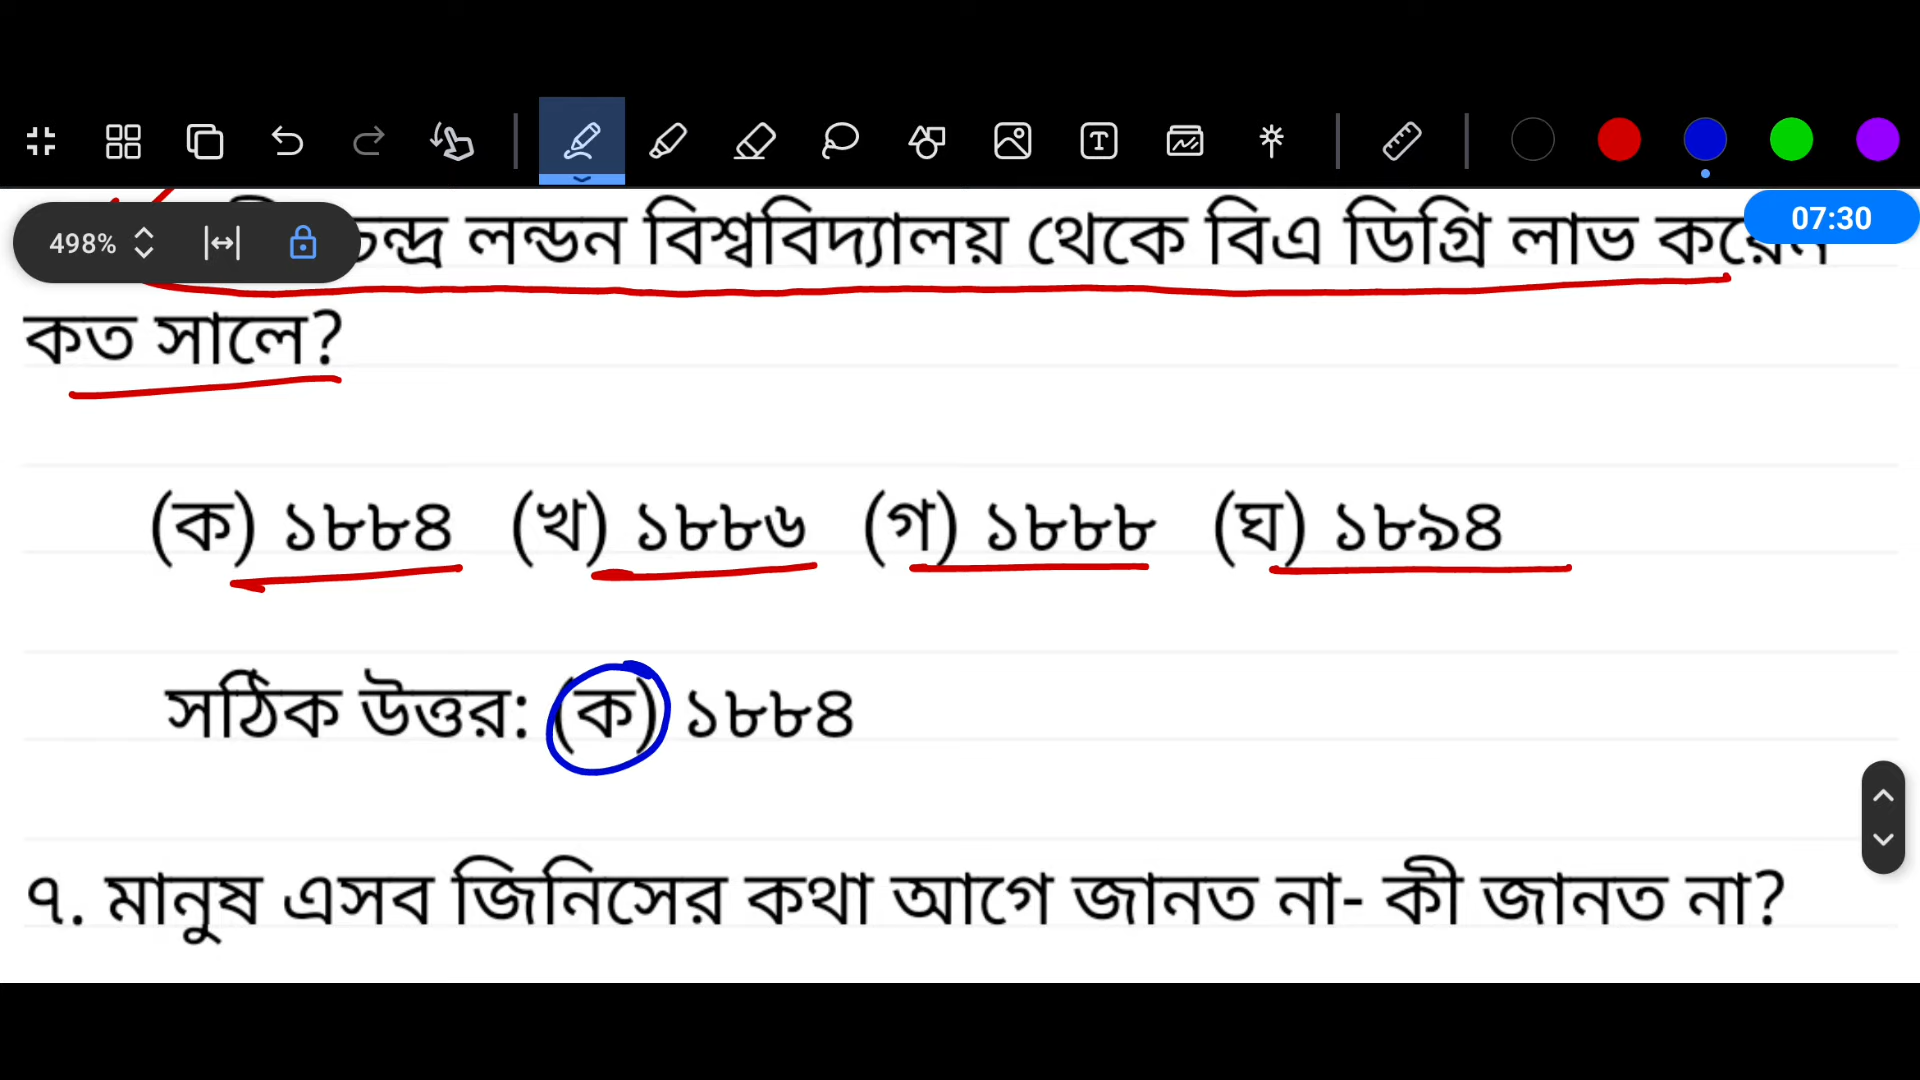 498%
07:30
চন্দ্র লন্ডন বিশ্ববিদ্যালয় থেকে বিএ ডিগ্রি লাভ করেন
কত সালে?
(ক) ১৮৮৪ (খ) ১৮৮৬ (গ) ১৮৮৮ (ঘ) ১৮৯৪
সঠিক উত্তর: (ক) ১৮৮৪
৭. মানুষ এসব জিনিসের কথা আগে জানত না- কী জানত না?